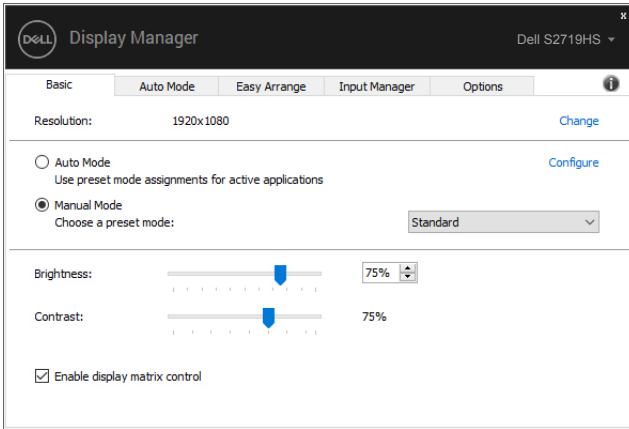 x
DELL Display Manager Dell S2719HS
Basic Auto Mode Easy Arrange Input Manager Options i
Resolution: 1920x1080 Change
Auto Mode Configure
Use preset mode assignments for active applications
Manual Mode
Choose a preset mode: Standard
Brightness: 75%
Contrast: 75%
Enable display matrix control